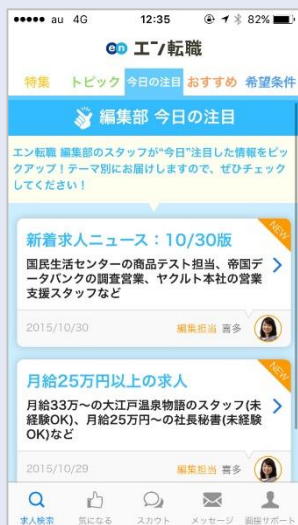 au 4G 12:35 82%
en エン転職
特集 トピック 今日の注目 おすすめ 希望条件
編集部 今日の注目
エン転職 編集部のスタッフが“今日”注目した情報をピッ
クアップ！テーマ別にお届けしますので、ぜひチェック
してください！
NEW
新着求人ニュース：10/30版
国民生活センターの商品テスト担当、帝国デ
ータバンクの調査営業、ヤクルト本社の営業
支援スタッフなど
2015/10/30 編集担当 喜多
NEW
月給25万円以上の求人
月給33万〜の大江戸温泉物語のスタッフ(未
経験OK)、月給25万円〜の社長秘書(未経験
OK)など
2015/10/29 編集担当 喜多
求人検索 気になる スカウト メッセージ 面接サポート